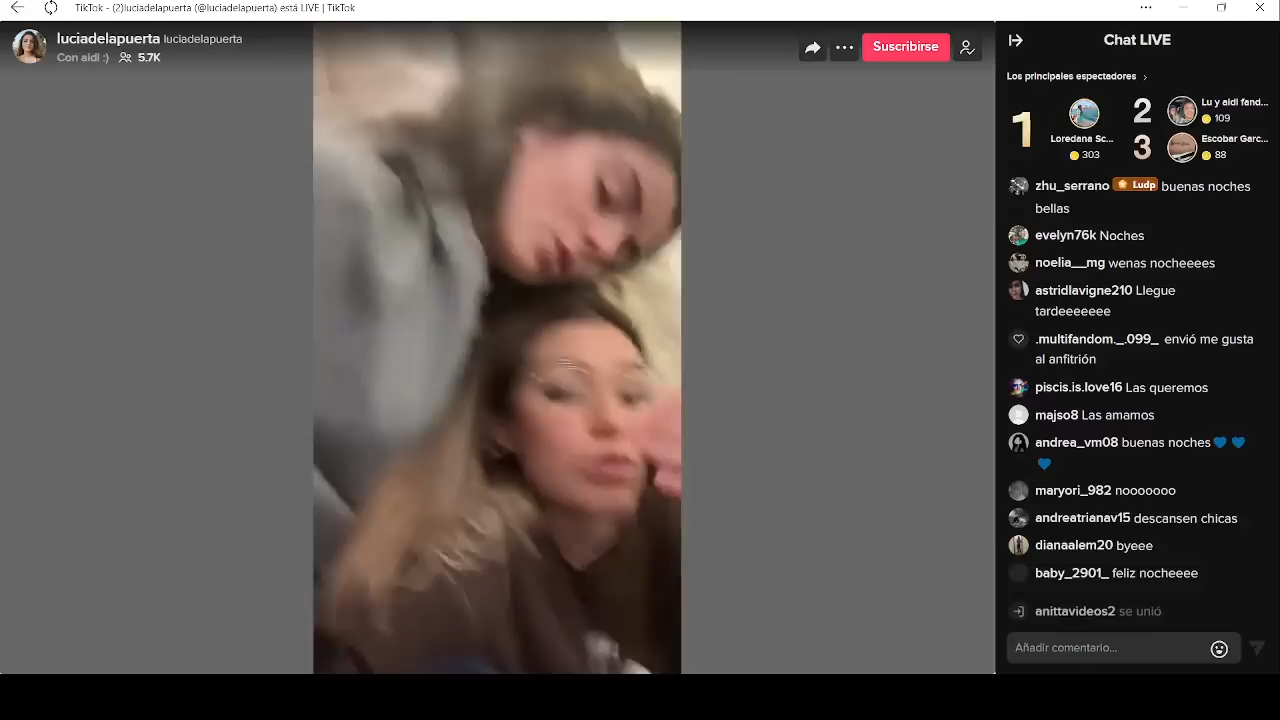 TikTok - (2)luciadelapuerta (@luciadelapuerta) está LIVE | TikTok
luciadelapuerta luciadelapuerta
Con aidi :) 5.7K
Suscribirse
Chat LIVE
Los principales espectadores
1
Loredana Sc...
303
2
Lu y aldi fand...
109
3
Escobar Garc...
88
zhu_serrano Ludp buenas noches
bellas
evelyn76k Noches
noelia__mg wenas nocheeees
astridlavigne210 Llegue
tardeeeeeee
.multifandom._.099_ envió me gusta
al anfitrión
piscis.is.love16 Las queremos
majso8 Las amamos
andrea_vm08 buenas noches💙💙
💙
maryori_982 nooooooo
andreatrianav15 descansen chicas
dianaalem20 byeee
baby_2901_ feliz nocheeee
anittavideos2 se unió
Añadir comentario...